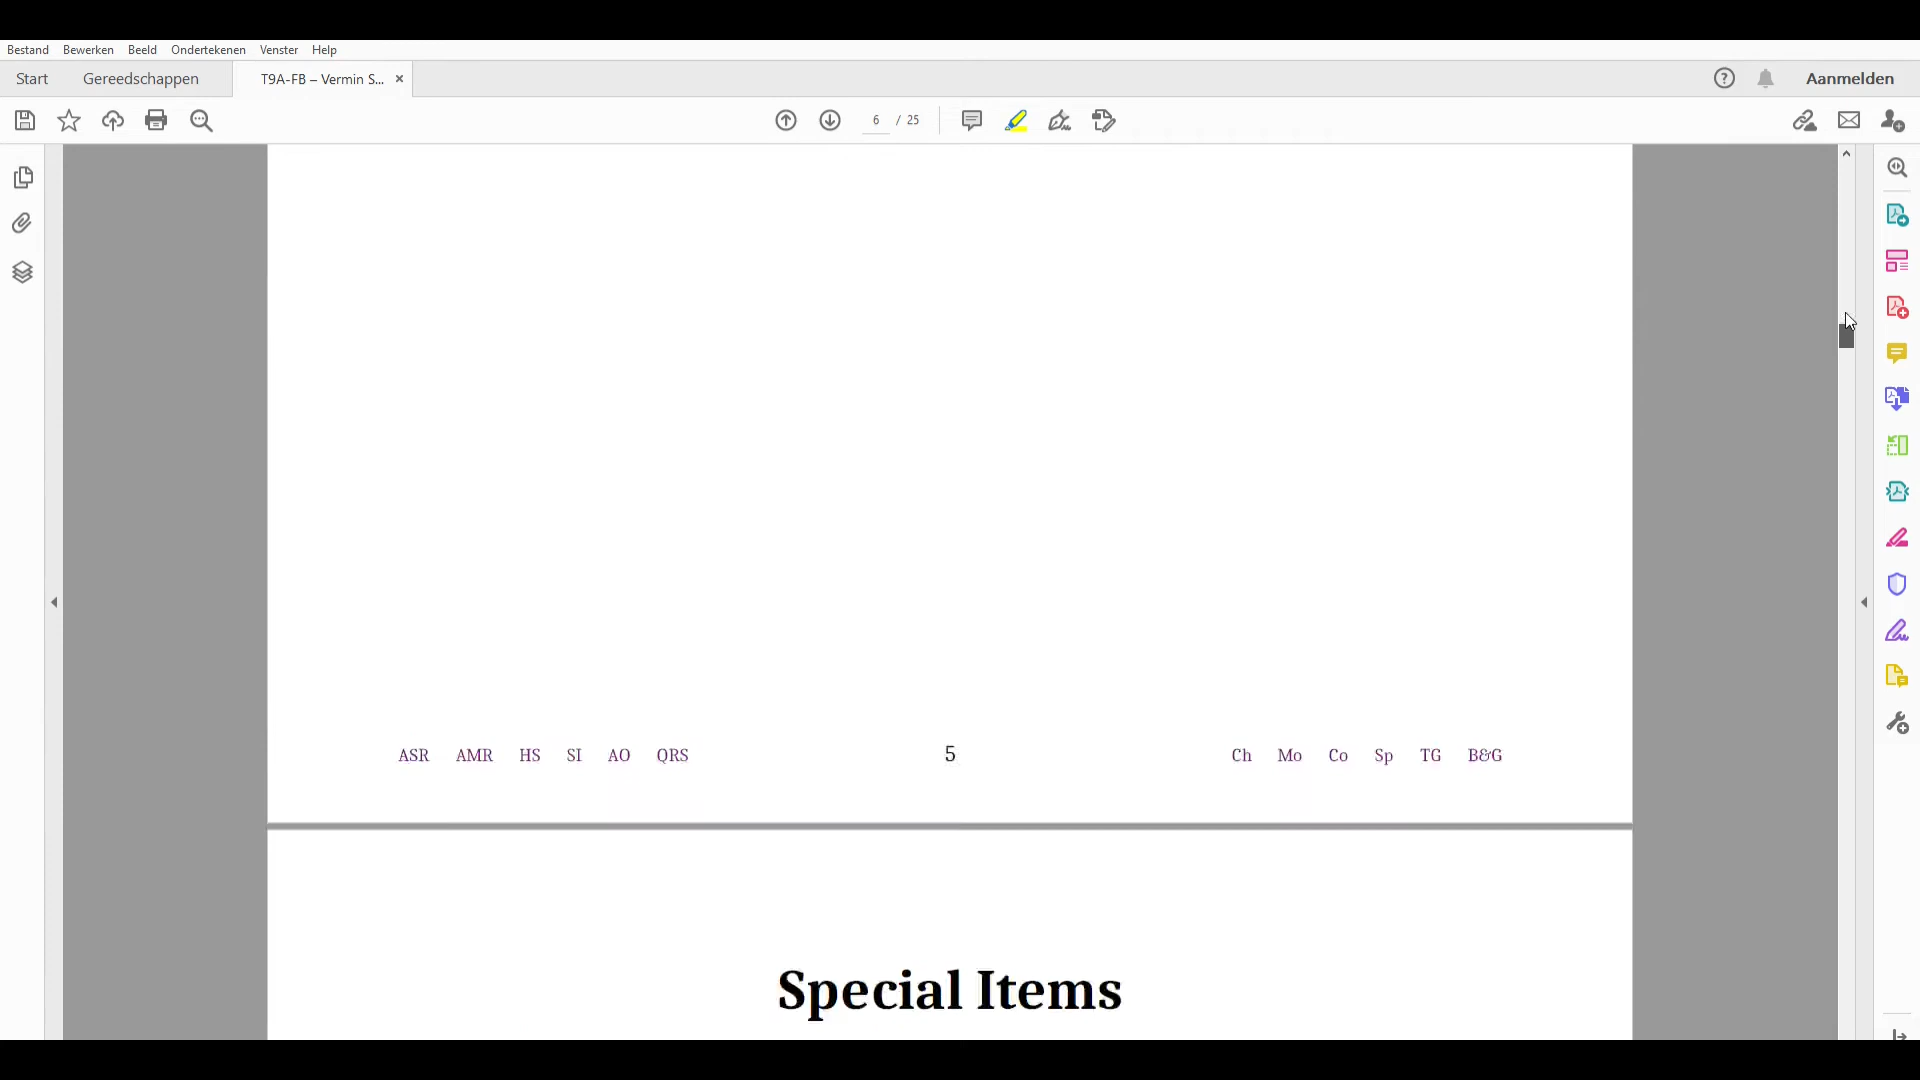 Bestand Bewerken Beeld Ondertekenen Venster Help
Start Gereedschappen T9A-FB – Vermin S... × Aanmelden
6 / 25
ASR AMR HS SI AO QRS 5 Ch Mo Co Sp TG B&G
Special Items